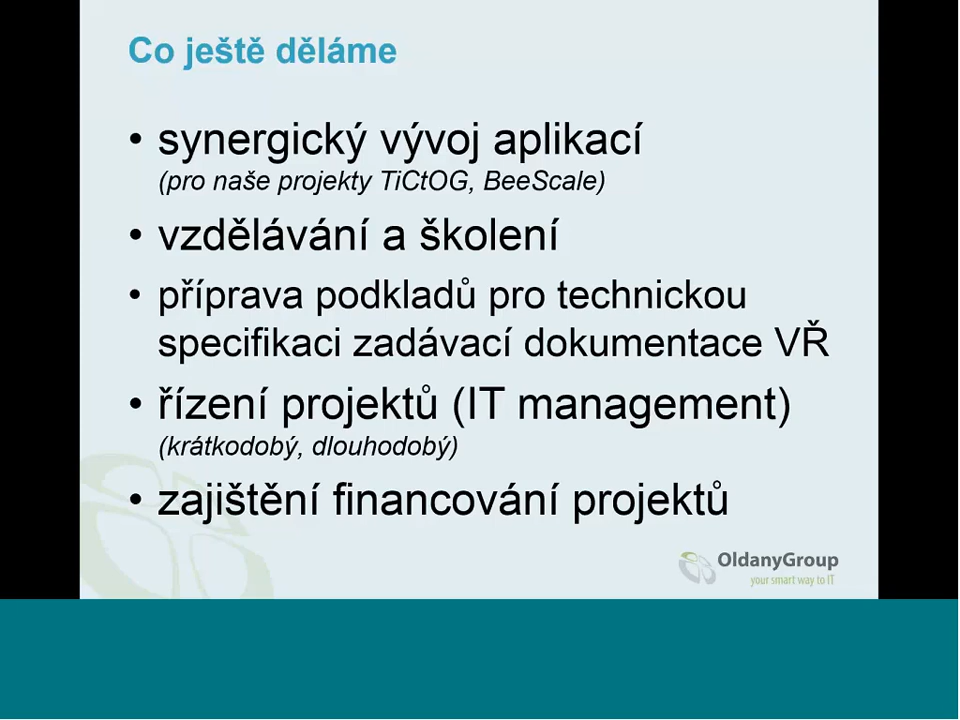 Co ještě děláme
• synergický vývoj aplikací
(pro naše projekty TiCtOG, BeeScale)
• vzdělávání a školení
• příprava podkladů pro technickou
specifikaci zadávací dokumentace VŘ
• řízení projektů (IT management)
(krátkodobý, dlouhodobý)
• zajištění financování projektů
OldanyGroup
your smart way to IT